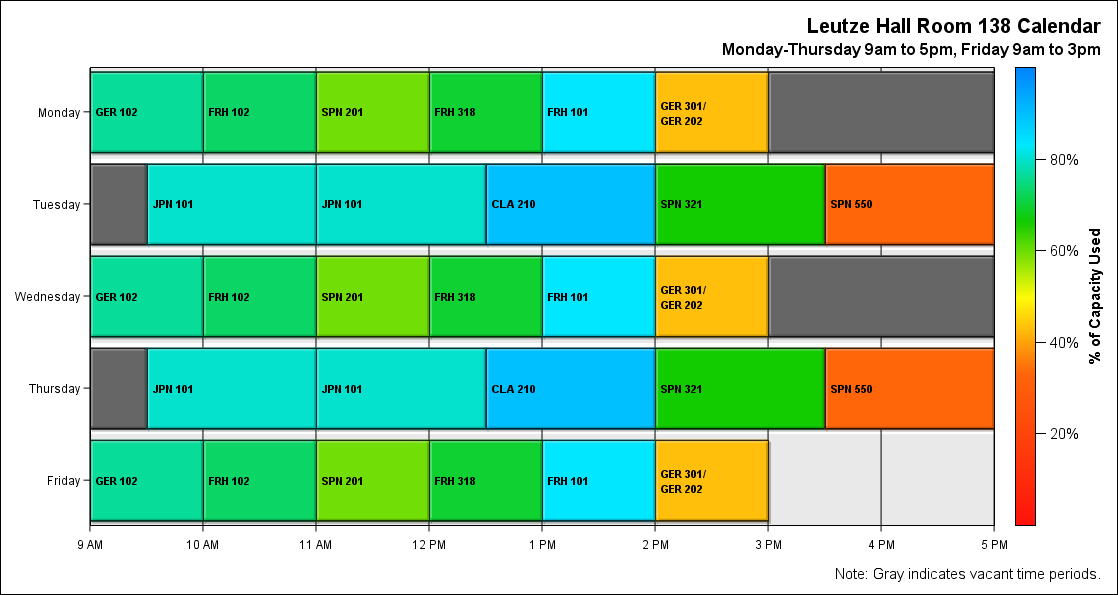 Leutze Hall Room 138 Calendar
Monday-Thursday 9am to 5pm, Friday 9am to 3pm
Monday
GER 102
FRH 102
SPN 201
FRH 318
FRH 101
GER 301/
GER 202
Tuesday
JPN 101
JPN 101
CLA 210
SPN 321
SPN 550
Wednesday
GER 102
FRH 102
SPN 201
FRH 318
FRH 101
GER 301/
GER 202
Thursday
JPN 101
JPN 101
CLA 210
SPN 321
SPN 550
Friday
GER 102
FRH 102
SPN 201
FRH 318
FRH 101
GER 301/
GER 202
9 AM
10 AM
11 AM
12 PM
1 PM
2 PM
3 PM
4 PM
5 PM
80%
60%
40%
20%
% of Capacity Used
Note: Gray indicates vacant time periods.